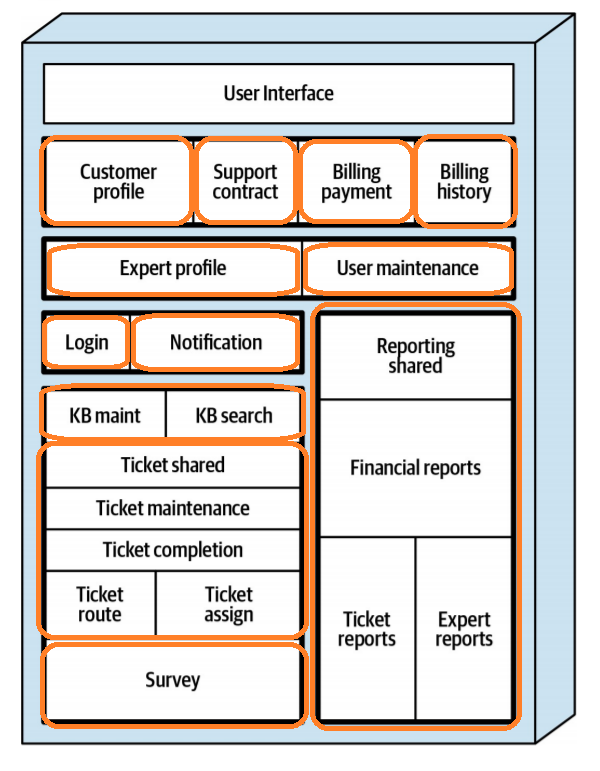 User Interface
Customer
profile
Support
contract
Billing
payment
Billing
history
Expert profile
User maintenance
Login
Notification
Reporting
shared
KB maint
KB search
Ticket shared
Financial reports
Ticket maintenance
Ticket completion
Ticket
route
Ticket
assign
Ticket
reports
Expert
reports
Survey